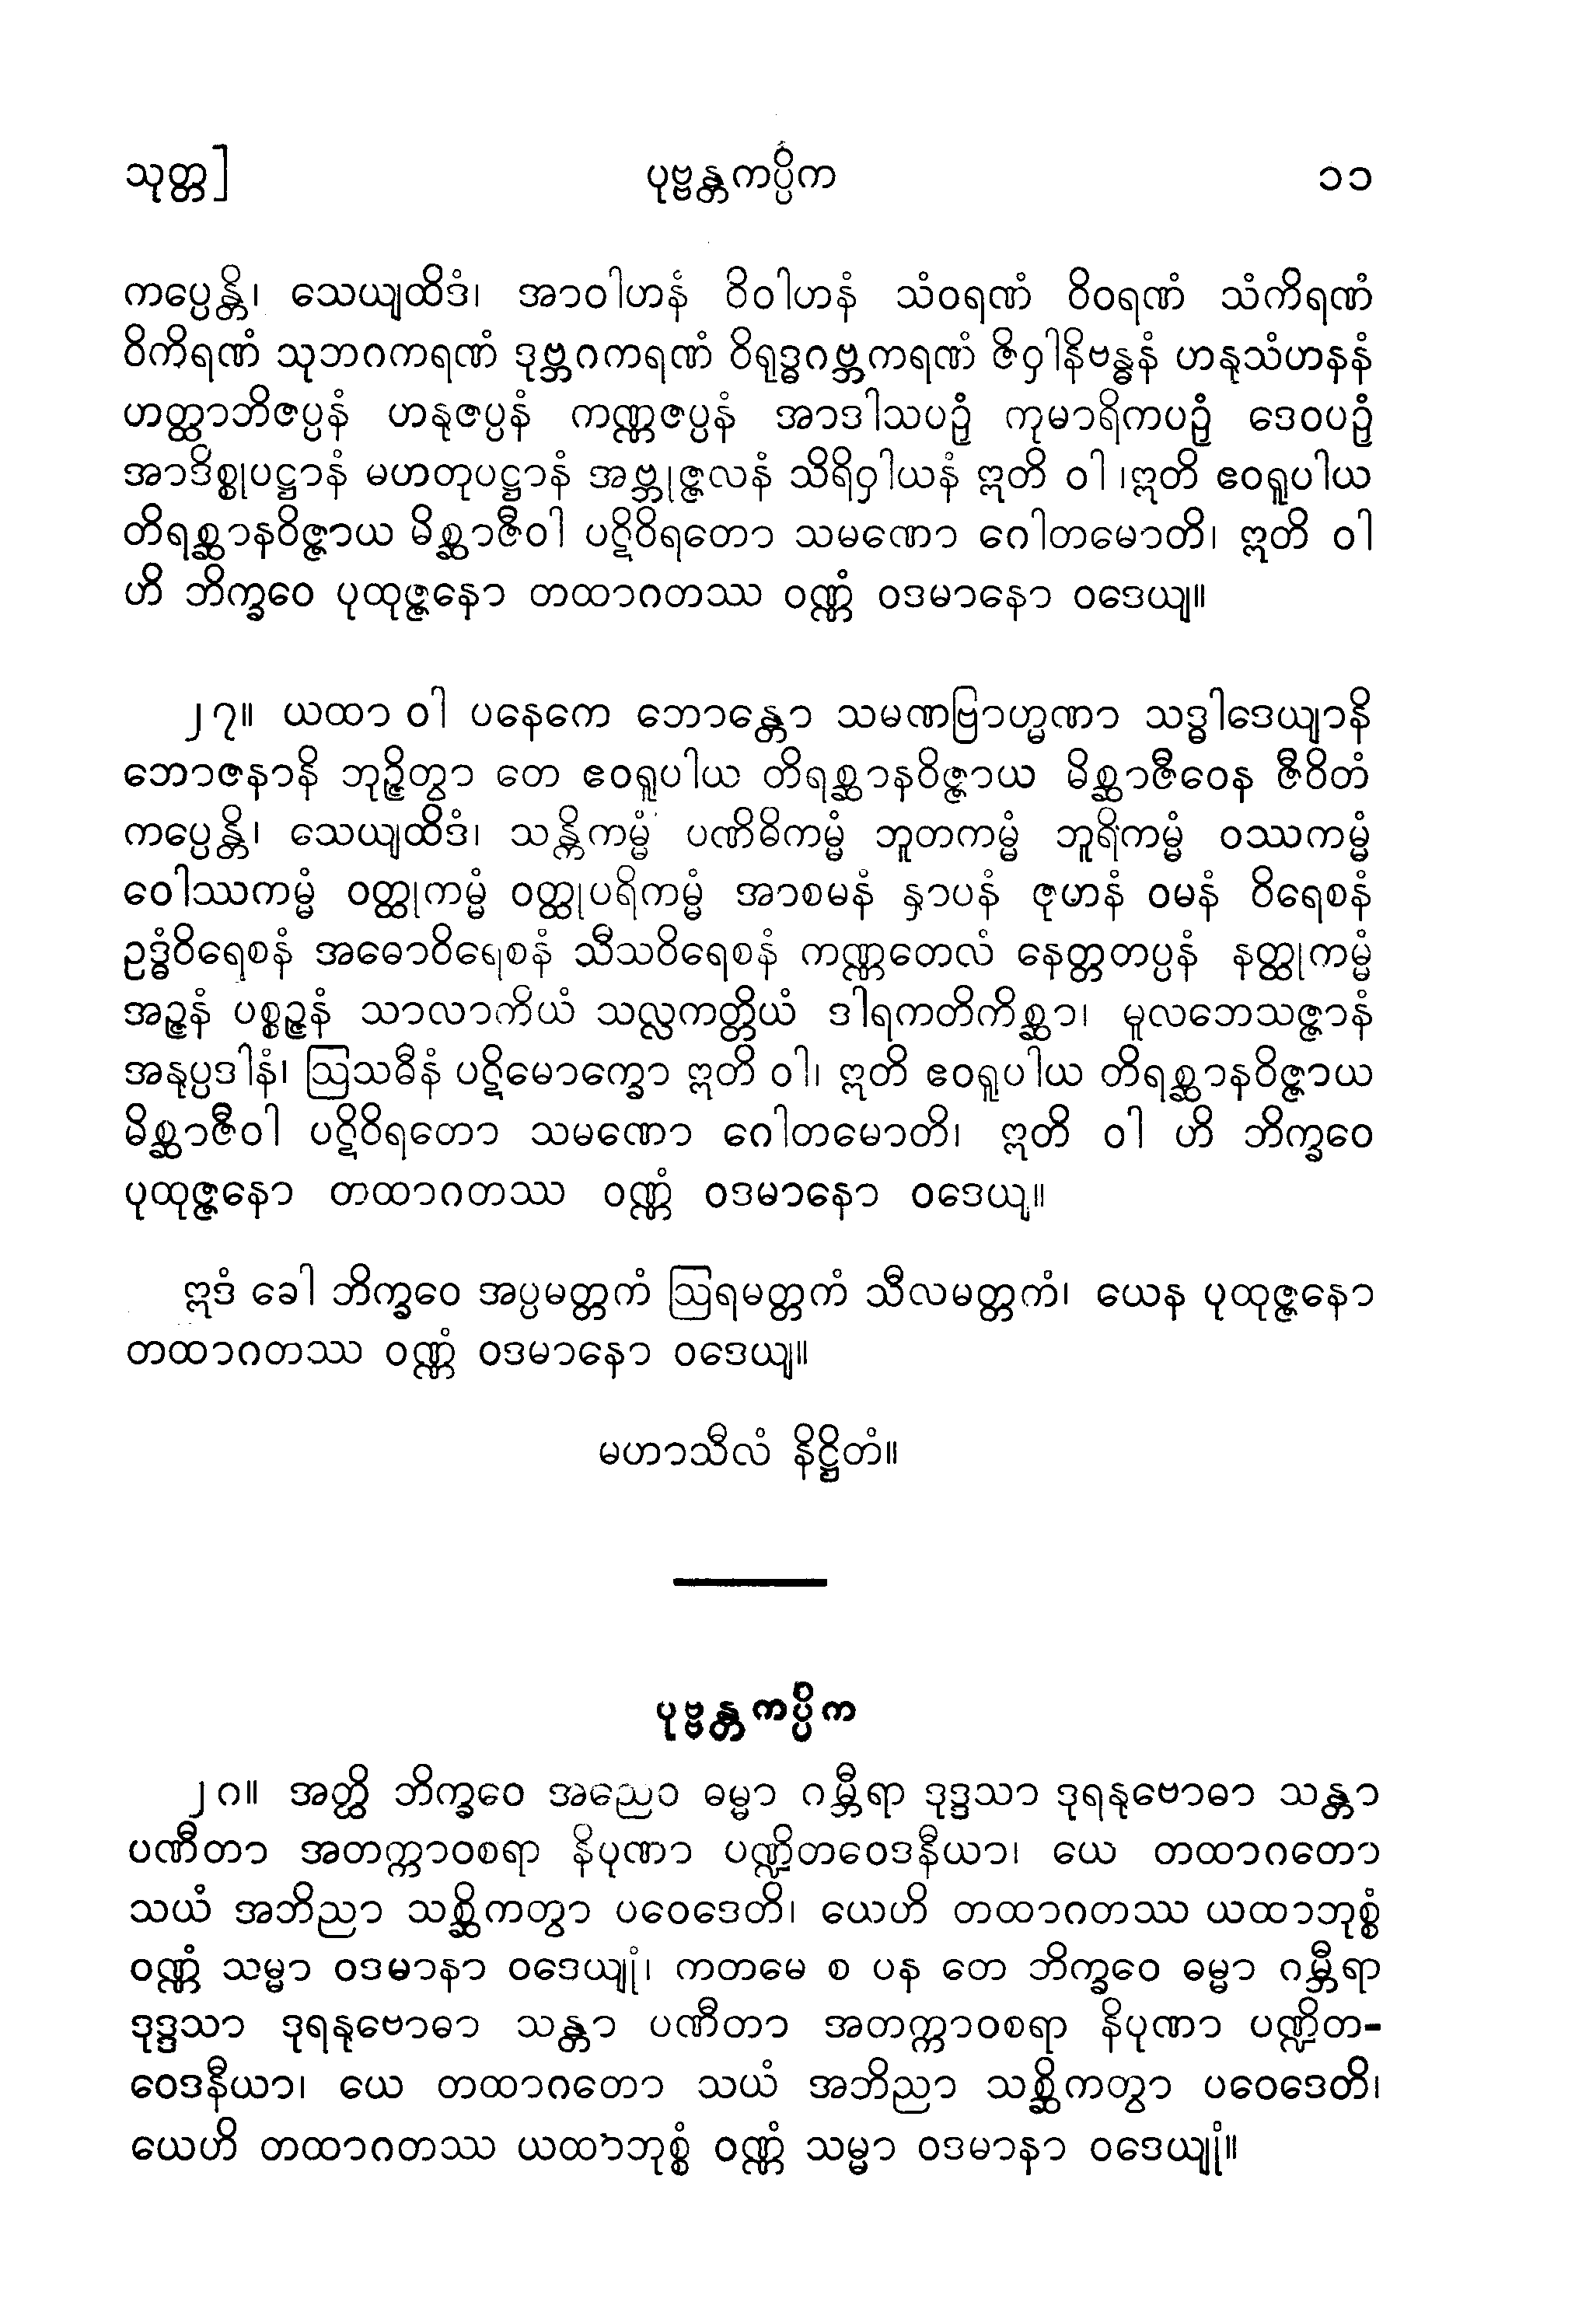 သုတ္တ]
ပုဗ္ဗန္တကပ္ပိက
၁၁
ကပ္ပေန္တိ၊ သေယျထိဒံ၊ အာဝါဟနံ ဝိဝါဟနံ သံဝရဏံ ဝိဝရဏံ သံကိရဏံ
ဝိကိရဏံ သုဘဂကရဏံ ဒုဗ္ဘဂကရဏံ ဝိရုဒ္ဓဂဗ္ဘကရဏံ ဇိဝှါနိဗန္ဓနံ ဟနုသံဟနနံ
ဟတ္ထာဘိဇပ္ပနံ ဟနုဇပ္ပနံ ကဏ္ဏဇပ္ပနံ အာဒါသပဉှံ ကုမာရိကပဉှံ ဒေဝပဉှံ
အာဒိစ္စုပဋ္ဌာနံ မဟတုပဋ္ဌာနံ အဗ္ဘုဇ္ဇလနံ သိရိဝှါယနံ ဣတိ ဝါ ၊ဣတိ ဧဝရူပါယ
တိရစ္ဆာနဝိဇ္ဇာယ မိစ္ဆာဇီဝါ ပဋိဝိရတော သမဏော ဂေါတမောတိ၊ ဣတိ ဝါ
ဟိ ဘိက္ခဝေ ပုထုဇ္ဇနော တထာဂတဿ ဝဏ္ဏံ ဝဒမာနော ဝဒေယျ။
၂၇။ ယထာ ဝါ ပနေကေ ဘောန္တော သမဏဗြာဟ္မဏာ သဒ္ဓါဒေယျာနိ
ဘောဇနာနိ ဘုဉ္ဇိတွာ တေ ဧဝရူပါယ တိရစ္ဆာနဝိဇ္ဇာယ မိစ္ဆာဇီဝေန ဇီဝိတံ
ကပ္ပေန္တိ၊ သေယျထိဒံ၊ သန္တိကမ္မံ ပဏိဓိကမ္မံ ဘူတကမ္မံ ဘူရိကမ္မံ ဝဿကမ္မံ
ဝေါဿကမ္မံ ဝတ္ထုကမ္မံ ဝတ္ထုပရိကမ္မံ အာစမနံ နှာပနံ ဇုဟနံ ဝမနံ ဝိရေစနံ
ဥဒ္ဓံဝိရေစနံ အဓောဝိရေစနံ သီသဝိရေစနံ ကဏ္ဏတေလံ နေတ္တတပ္ပနံ နတ္ထုကမ္မံ
အဉ္ဇနံ ပစ္စဉ္ဇနံ သာလာကိယံ သလ္လကတ္တိယံ ဒါရကတိကိစ္ဆာ၊ မူလဘေသဇ္ဇာနံ
အနုပ္ပဒါနံ၊ ဩသဓီနံ ပဋိမောက္ခော ဣတိ ဝါ၊ ဣတိ ဧဝရူပါယ တိရစ္ဆာနဝိဇ္ဇာယ
မိစ္ဆာဇီဝါ ပဋိဝိရတော သမဏော ဂေါတမောတိ၊ ဣတိ ဝါ ဟိ ဘိက္ခဝေ
ပုထုဇ္ဇနော တထာဂတဿ ဝဏ္ဏံ ဝဒမာနော ဝဒေယျ။
ဣဒံ ခေါ ဘိက္ခဝေ အပ္ပမတ္တကံ ဩရမတ္တကံ သီလမတ္တကံ၊ ယေန ပုထုဇ္ဇနော
တထာဂတဿ ဝဏ္ဏံ ဝဒမာနော ဝဒေယျ။
မဟာသီလံ နိဋ္ဌိတံ။
ပုဗ္ဗန္တကပ္ပိက
၂၈။ အတ္ထိ ဘိက္ခဝေ အညေဝ ဓမ္မာ ဂမ္ဘီရာ ဒုဒ္ဒသာ ဒုရနုဗောဓာ သန္တာ
ပဏီတာ အတက္ကာဝစရာ နိပုဏာ ပဏ္ဍိတဝေဒနီယာ၊ ယေ တထာဂတော
သယံ အဘိညာ သစ္ဆိကတွာ ပဝေဒေတိ၊ ယေဟိ တထာဂတဿ ယထာဘုစ္စံ
ဝဏ္ဏံ သမ္မာ ဝဒမာနာ ဝဒေယျုံ၊ ကတမေ စ ပန တေ ဘိက္ခဝေ ဓမ္မာ ဂမ္ဘီရာ
ဒုဒ္ဒသာ ဒုရနုဗောဓာ သန္တာ ပဏီတာ အတက္ကာဝစရာ နိပုဏာ ပဏ္ဍိတ-
ဝေဒနီယာ၊ ယေ တထာဂတော သယံ အဘိညာ သစ္ဆိကတွာ ပဝေဒေတိ၊
ယေဟိ တထာဂတဿ ယထာဘုစ္စံ ဝဏ္ဏံ သမ္မာ ဝဒမာနာ ဝဒေယျုံ။